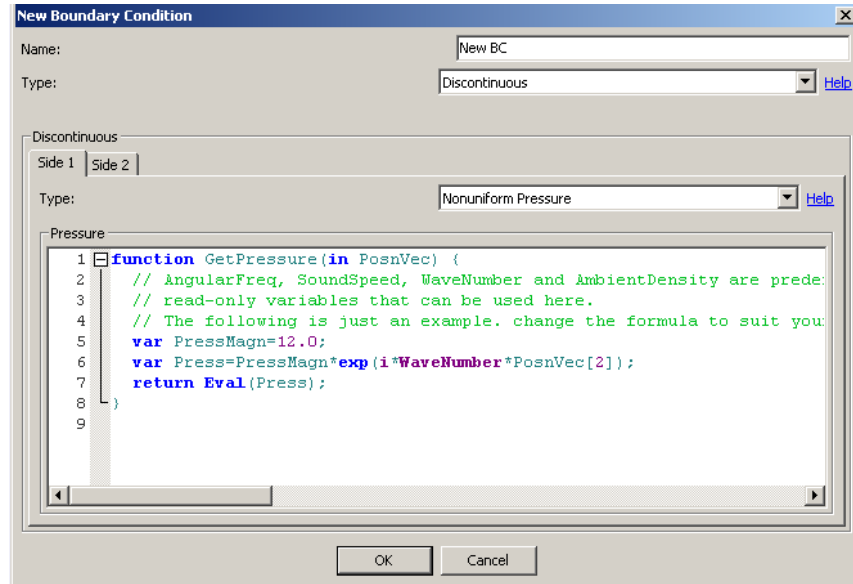 New Boundary Condition
Name:
New BC
Type:
Discontinuous
Help
Discontinuous
Side 1
Side 2
Type:
Nonuniform Pressure
Help
Pressure
1 function GetPressure(in PosnVec) {
2 // AngularFreq, SoundSpeed, WaveNumber and AmbientDensity are
3 // read-only variables that can be used here.
4 // The following is just an example. change the formula to suit
5 var PressMagn=12.0;
6 var Press=PressMagn*exp(i*WaveNumber*PosnVec[2]);
7 return Eval(Press);
8 }
9
OK
Cancel